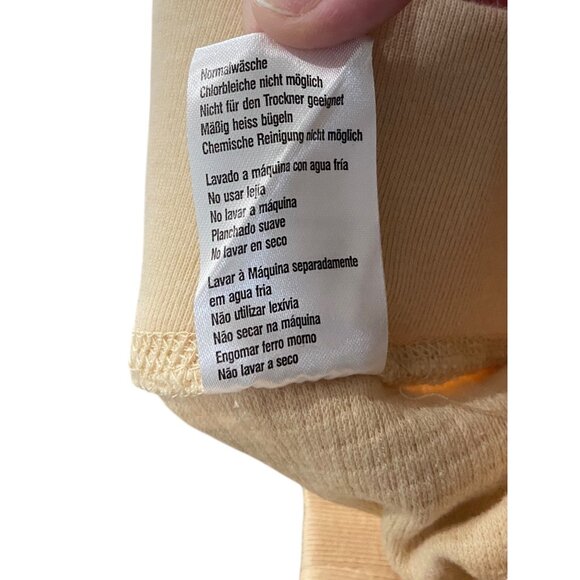 Normalwäsche
Chlorbleiche nicht möglich
Nicht für den Trockner geeignet
Mäßig heiss bügeln
Chemische Reinigung nicht möglich
Lavado a máquina con agua fría
No usar lejía
No lavar a máquina
Planchado suave
No lavar en seco
Lavar à Máquina separadamente
em agua fria
Não utilizar lexívia
Não secar na máquina
Engomar ferro morno
Não lavar a seco